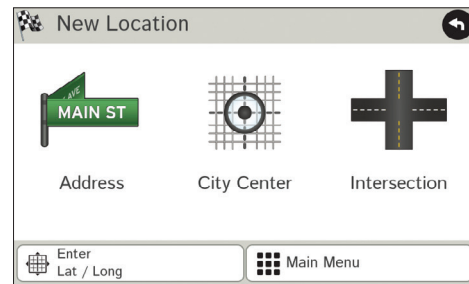 New Location
AVE
MAIN ST
Address
City Center
Intersection
Enter
Lat / Long
Main Menu